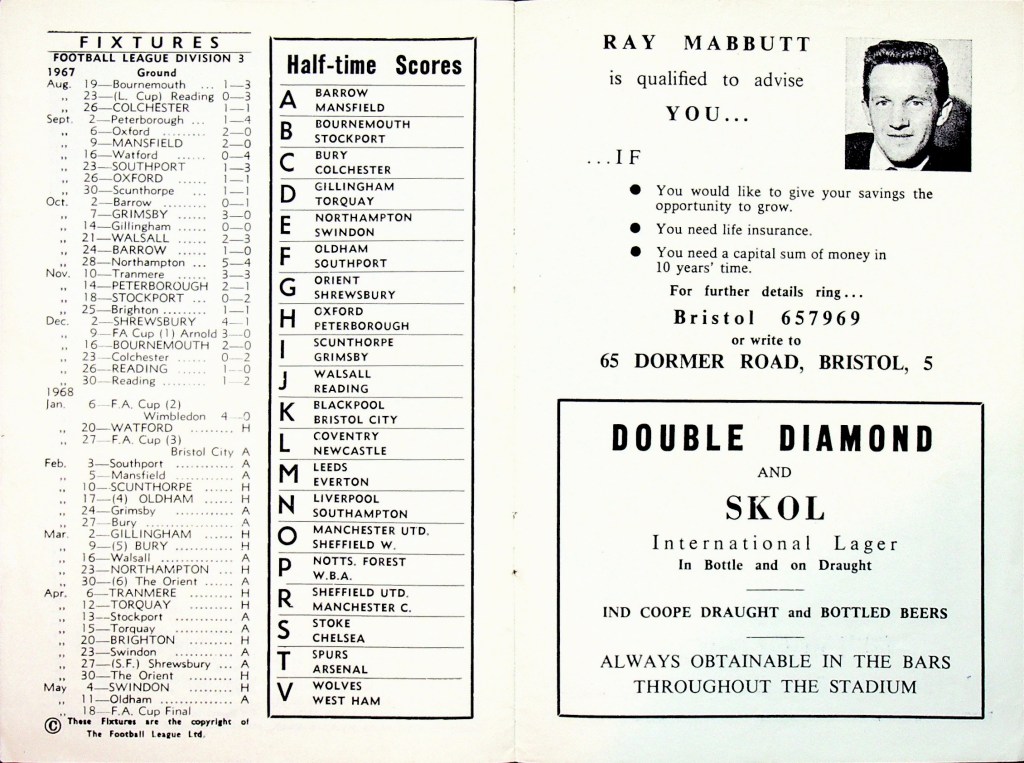 FIXTURES
FOOTBALL LEAGUE DIVISION 3
1967 Ground
Aug. 19—Bournemouth ... 1—3
,, 23—(L. Cup) Reading 0—3
,, 26—COLCHESTER 1—1
Sept. 2—Peterborough ... 1—4
,, 6—Oxford ......... 2—0
,, 9—MANSFIELD 2—0
,, 16—Watford ...... 0—4
,, 23—SOUTHPORT 1—3
,, 26—OXFORD ...... 1—1
,, 30—Scunthorpe ... 1—1
Oct. 2—Barrow ......... 0—1
,, 7—GRIMSBY ...... 3—0
,, 14—Gillingham ...... 0—0
,, 21—WALSALL ...... 2—3
,, 24—BARROW ...... 1—0
,, 28—Northampton ... 5—4
Nov. 10—Tranmere ...... 3—3
,, 14—PETERBOROUGH 2—1
,, 18—STOCKPORT ... 0—2
,, 25—Brighton ......... 1—1
Dec. 2—SHREWSBURY 4—1
,, 9—FA Cup (1) Arnold 3—0
,, 16—BOURNEMOUTH 2—0
,, 23—Colchester ...... 0—2
,, 26—READING ...... 1—0
,, 30—Reading ......... 1—2
1968
Jan. 6—F.A. Cup (2)
Wimbledon 4—0
,, 20—WATFORD ......... H
,, 27—F.A. Cup (3)
Bristol City A
Feb. 3—Southport ............ A
,, 5—Mansfield ............ A
,, 10—SCUNTHORPE ...... H
,, 17—(4) OLDHAM ...... H
,, 24—Grimsby ............ A
,, 27—Bury .................. A
Mar. 2—GILLINGHAM ...... H
,, 9—(5) BURY ............ H
,, 16—Walsall ............... A
,, 23—NORTHAMPTON ... H
,, 30—(6) The Orient ...... A
Apr. 6—TRANMERE ......... H
,, 12—TORQUAY ......... H
,, 13—Stockport ............ A
,, 15—Torquay ............ A
,, 20—BRIGHTON ......... H
,, 23—Swindon ............ A
,, 27—(S.F.) Shrewsbury ... A
,, 30—The Orient ......... H
May 4—SWINDON ......... H
,, 11—Oldham ............... A
,, 18—F.A. Cup Final
© These Fixtures are the copyright of
The Football League Ltd.
Half-time Scores
A BARROW
MANSFIELD
B BOURNEMOUTH
STOCKPORT
C BURY
COLCHESTER
D GILLINGHAM
TORQUAY
E NORTHAMPTON
SWINDON
F OLDHAM
SOUTHPORT
G ORIENT
SHREWSBURY
H OXFORD
PETERBOROUGH
I SCUNTHORPE
GRIMSBY
J WALSALL
READING
K BLACKPOOL
BRISTOL CITY
L COVENTRY
NEWCASTLE
M LEEDS
EVERTON
N LIVERPOOL
SOUTHAMPTON
O MANCHESTER UTD.
SHEFFIELD W.
P NOTTS. FOREST
W.B.A.
R SHEFFIELD UTD.
MANCHESTER C.
S STOKE
CHELSEA
T SPURS
ARSENAL
V WOLVES
WEST HAM
RAY MABBUTT
is qualified to advise
YOU...
...IF
● You would like to give your savings the
opportunity to grow.
● You need life insurance.
● You need a capital sum of money in
10 years' time.
For further details ring...
Bristol 657969
or write to
65 DORMER ROAD, BRISTOL, 5
DOUBLE DIAMOND
AND
SKOL
International Lager
In Bottle and on Draught
IND COOPE DRAUGHT and BOTTLED BEERS
ALWAYS OBTAINABLE IN THE BARS
THROUGHOUT THE STADIUM